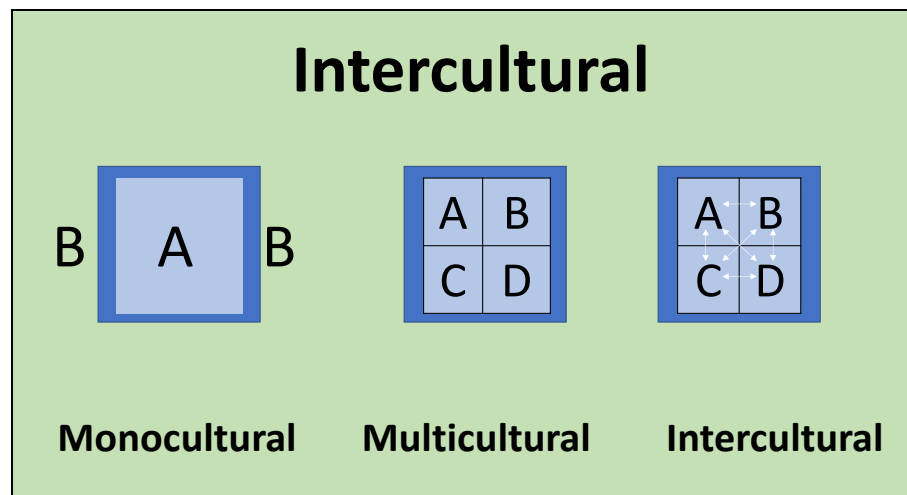 Intercultural
B A B
A B
C D
A B
C D
Monocultural
Multicultural
Intercultural